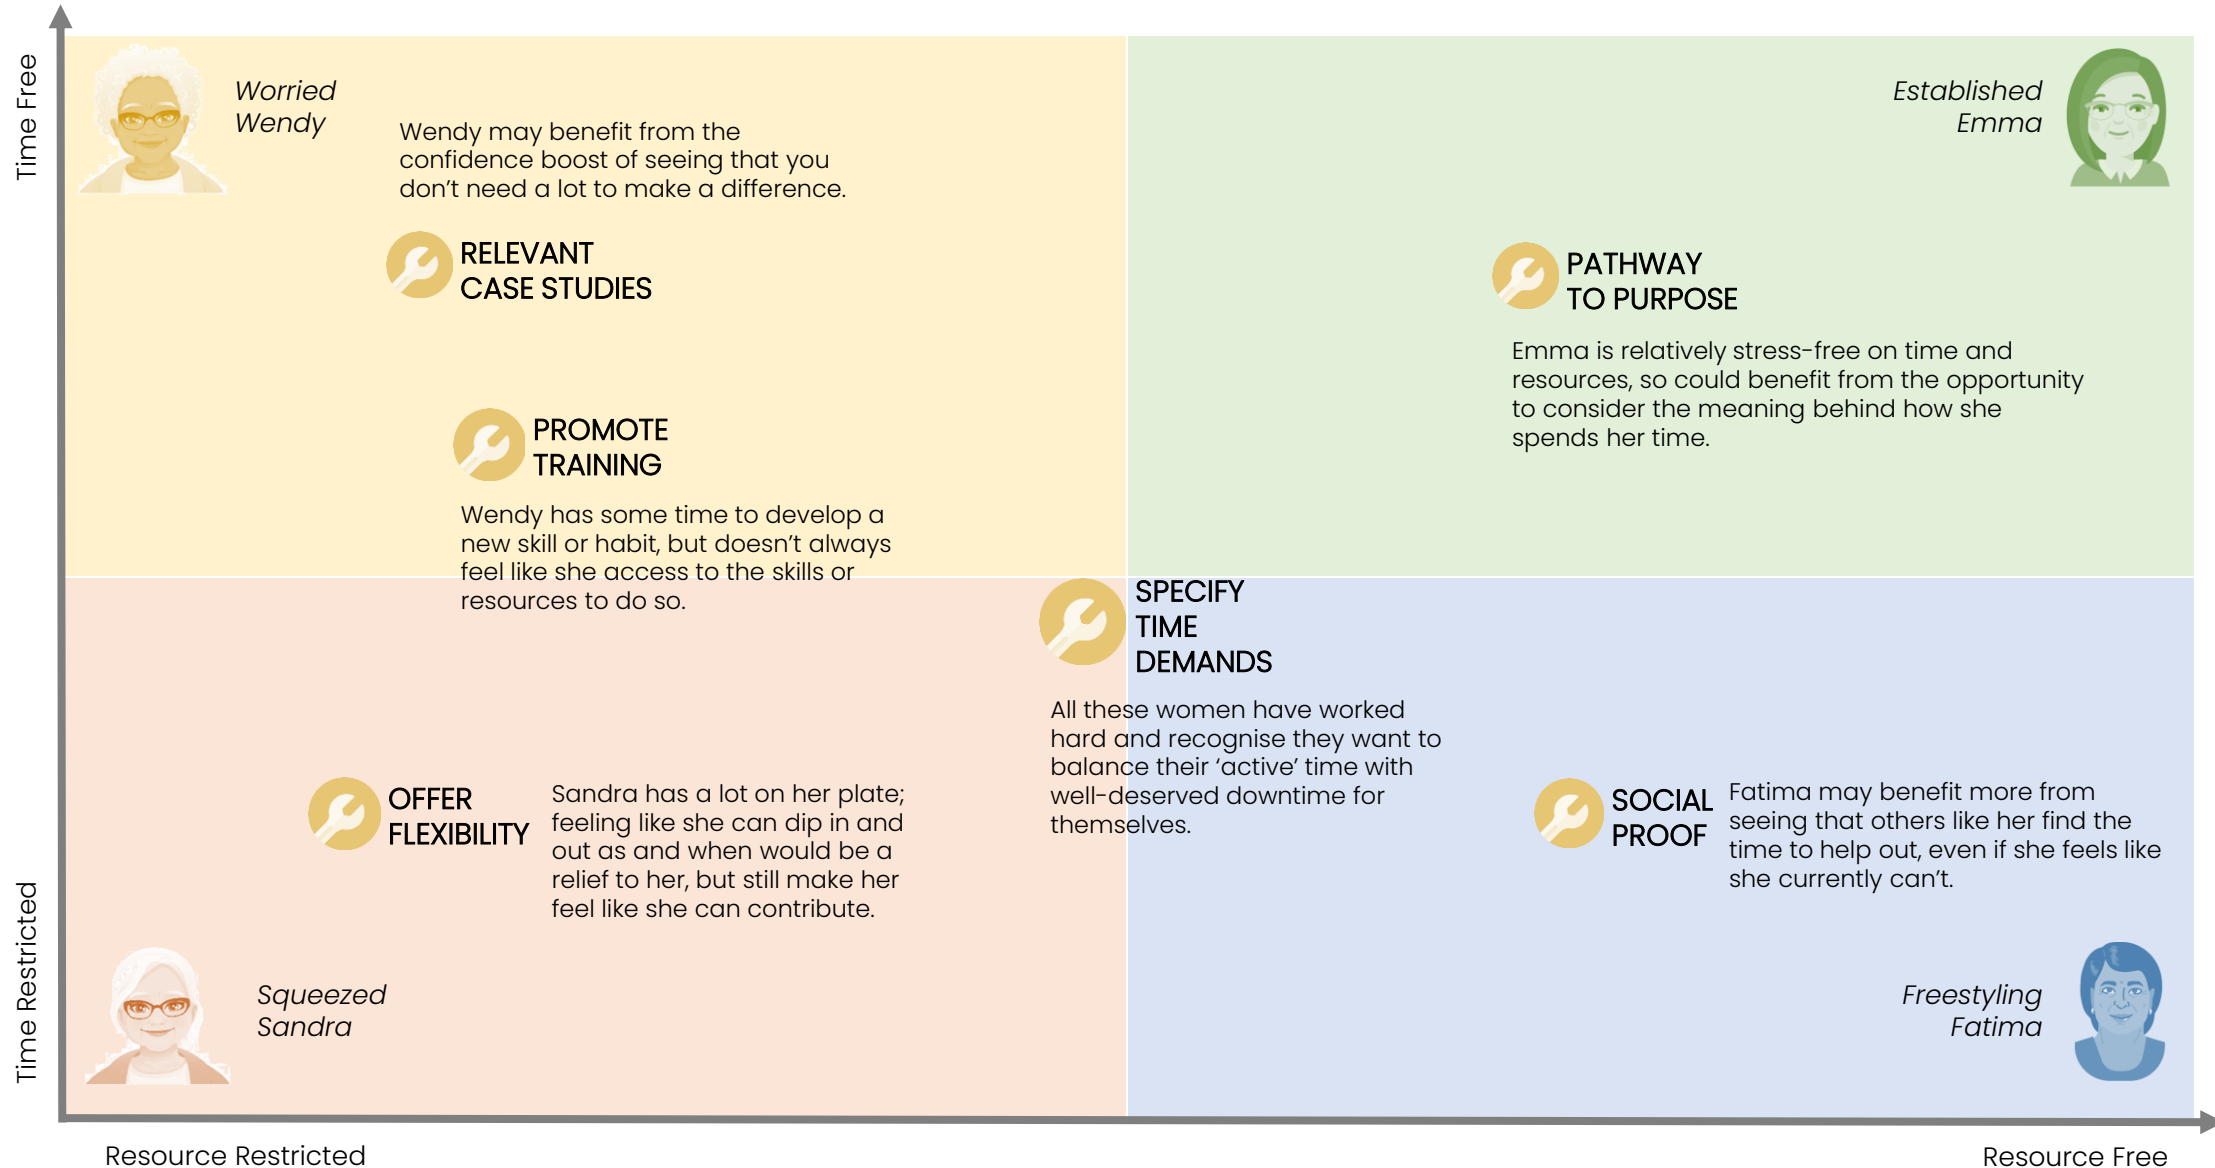 Time Free
Worried
Wendy
Wendy may benefit from the
confidence boost of seeing that you
don't need a lot to make a difference.
RELEVANT
CASE STUDIES
PROMOTE
TRAINING
Wendy has some time to develop a
new skill or habit, but doesn't always
feel like she access to the skills or
resources to do so.
Established
Emma
PATHWAY
TO PURPOSE
Emma is relatively stress-free on time and
resources, so could benefit from the opportunity
to consider the meaning behind how she
spends her time.
SPECIFY
TIME
DEMANDS
All these women have worked
hard and recognise they want to
balance their 'active' time with
well-deserved downtime for
themselves.
Time Restricted
OFFER
FLEXIBILITY
Sandra has a lot on her plate;
feeling like she can dip in and
out as and when would be a
relief to her, but still make her
feel like she can contribute.
Squeezed
Sandra
SOCIAL
PROOF
Fatima may benefit more from
seeing that others like her find the
time to help out, even if she feels like
she currently can't.
Freestyling
Fatima
Resource Restricted
Resource Free